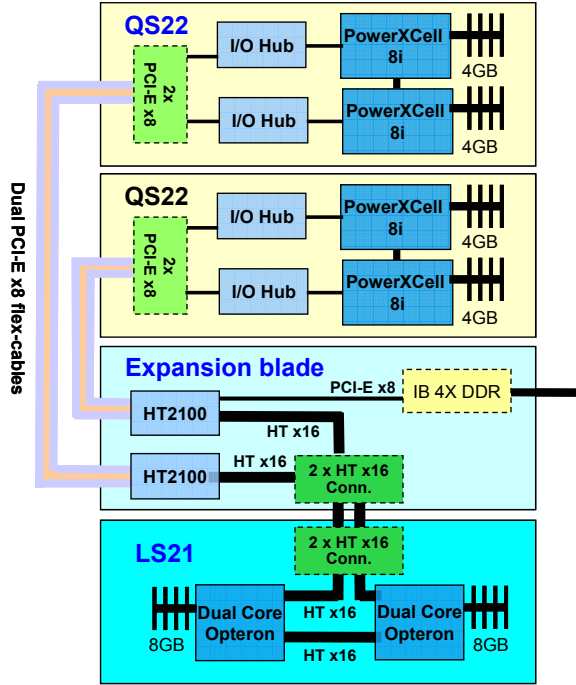 QS22
2x
PCI-E x8
I/O Hub
PowerXCell
8i
4GB
I/O Hub
PowerXCell
8i
4GB
Dual PCI-E x8 flex-cables
QS22
2x
PCI-E x8
I/O Hub
PowerXCell
8i
4GB
I/O Hub
PowerXCell
8i
4GB
Expansion blade
PCI-E x8
IB 4X DDR
HT2100
HT x16
HT2100
HT x16
2 x HT x16
Conn.
LS21
2 x HT x16
Conn.
8GB
Dual Core
Opteron
HT x16
HT x16
Dual Core
Opteron
8GB